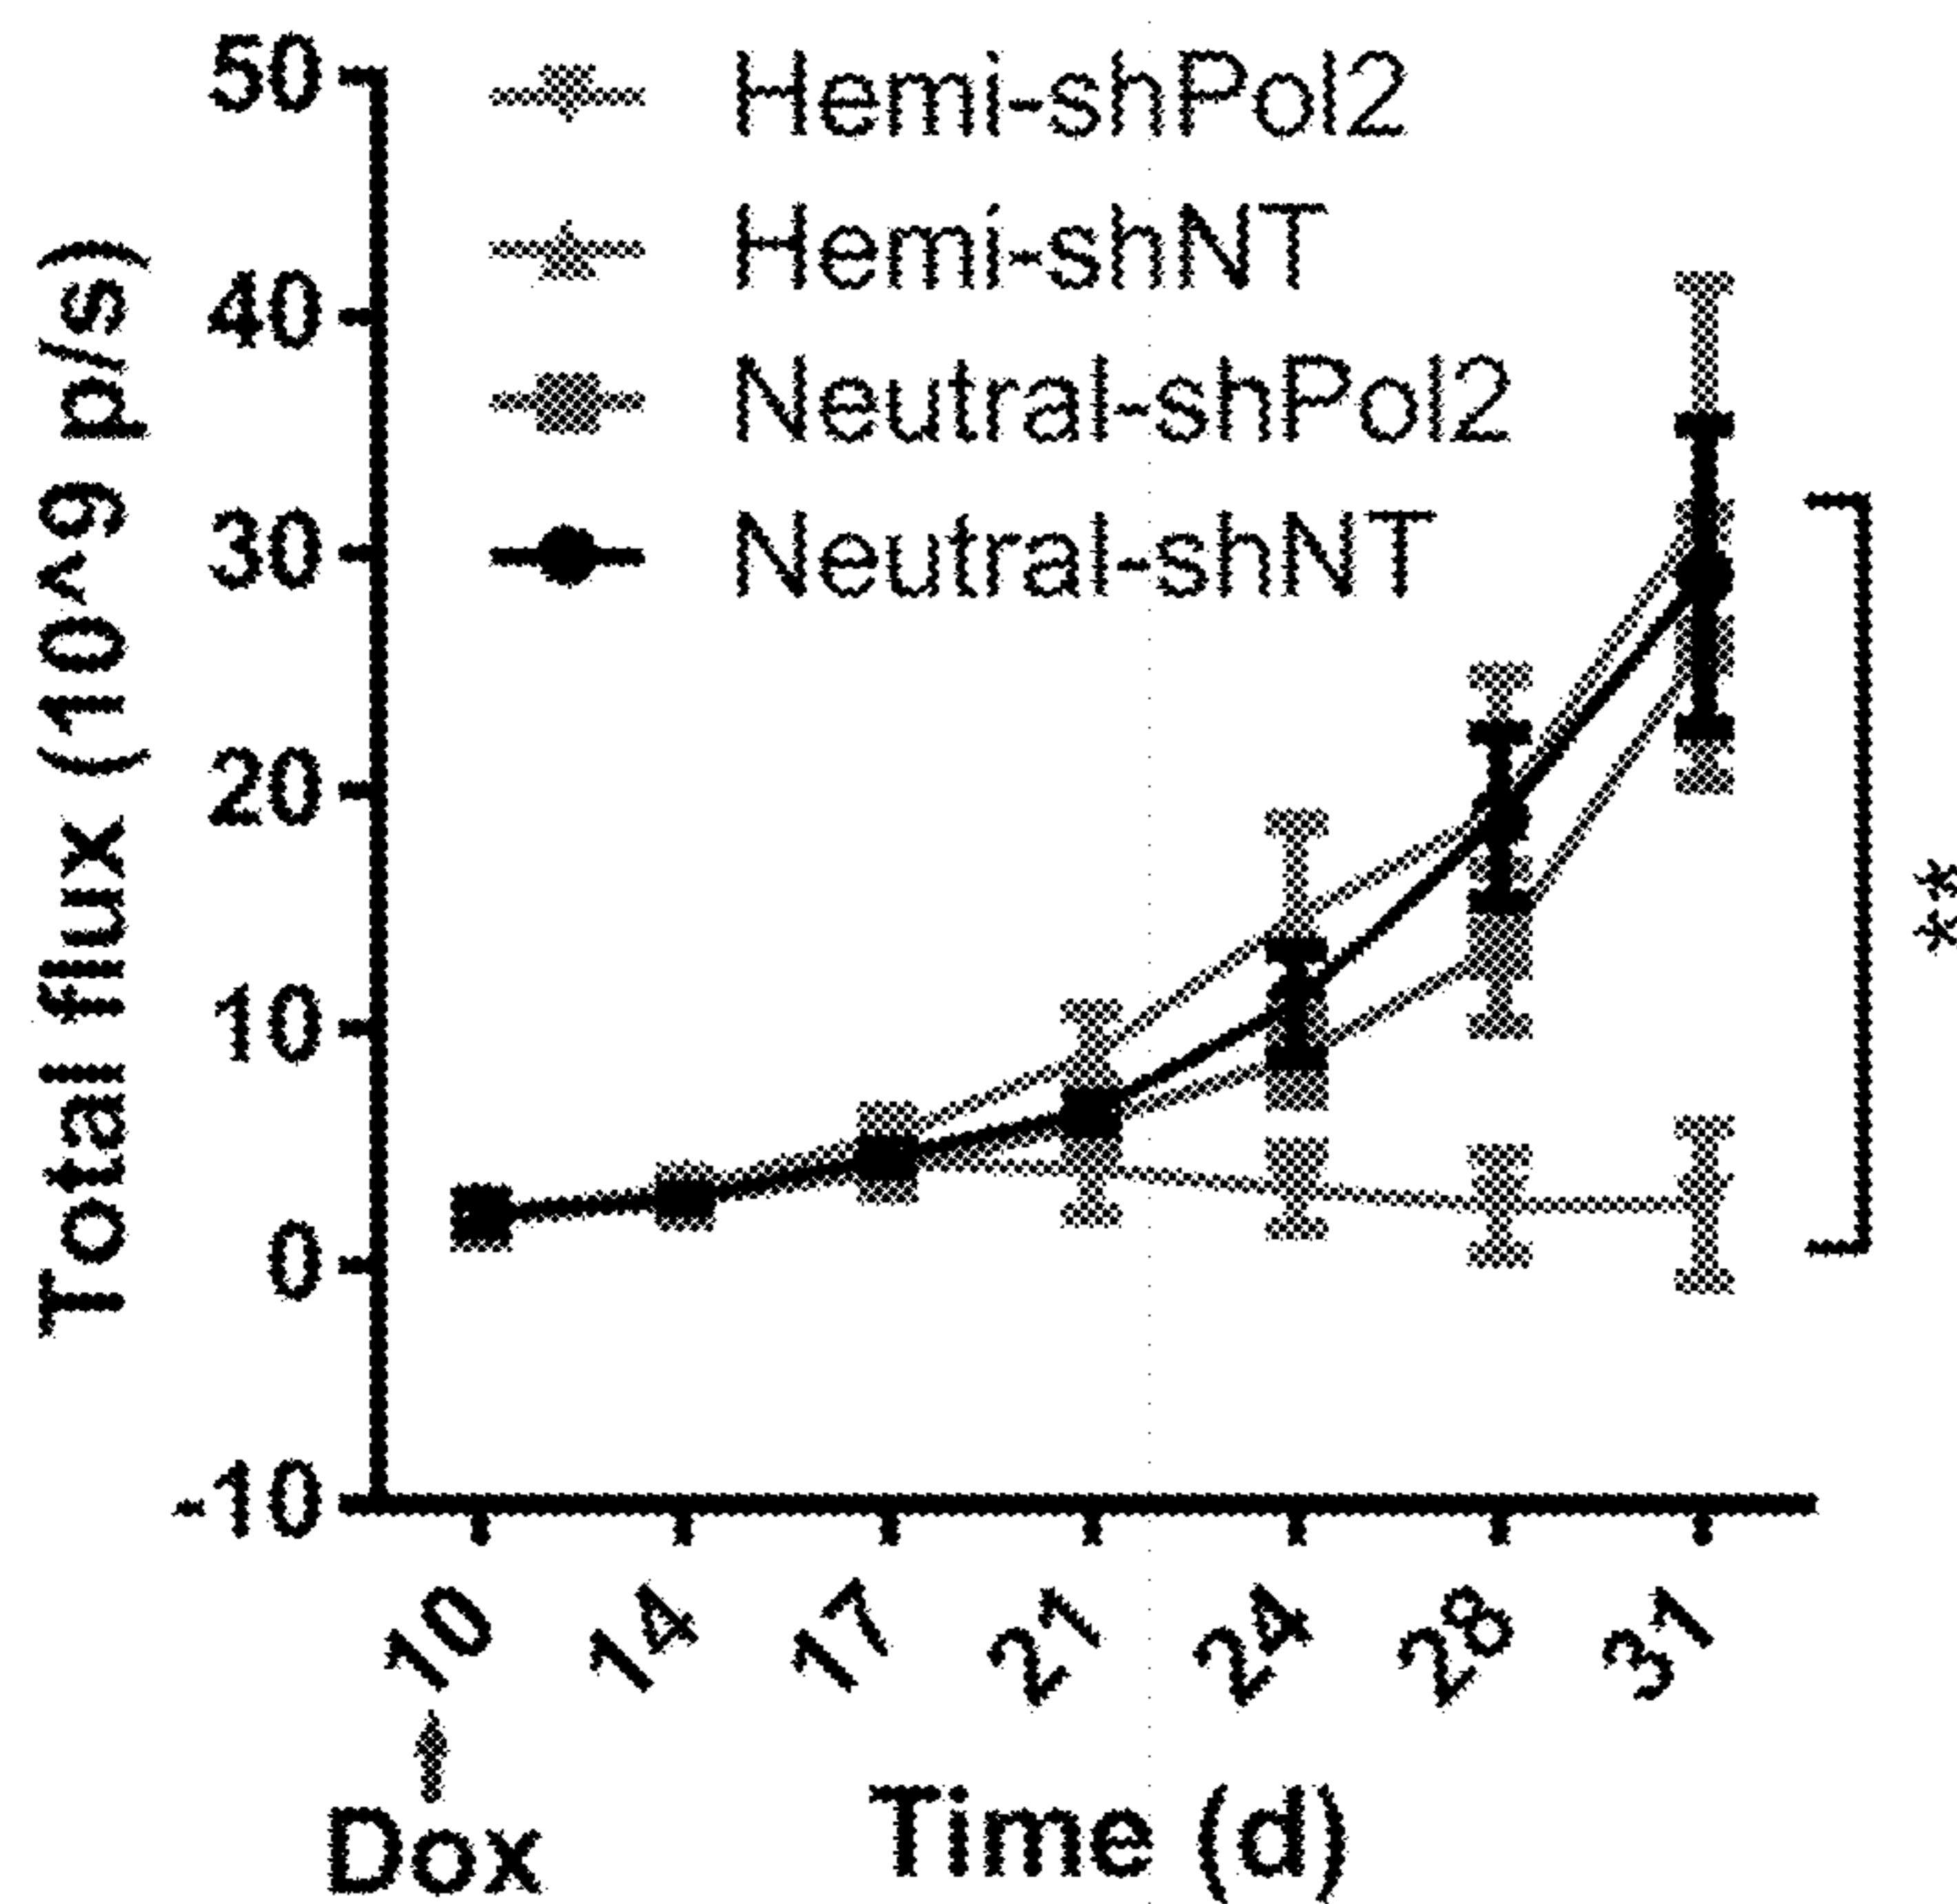 Total flux (10^9 p/s)
50
40
30
20
10
0
-10
Hemi-shPol2
Hemi-shNT
Neutral-shPol2
Neutral-shNT
**
10 14 17 21 24 28 31
Dox
Time (d)